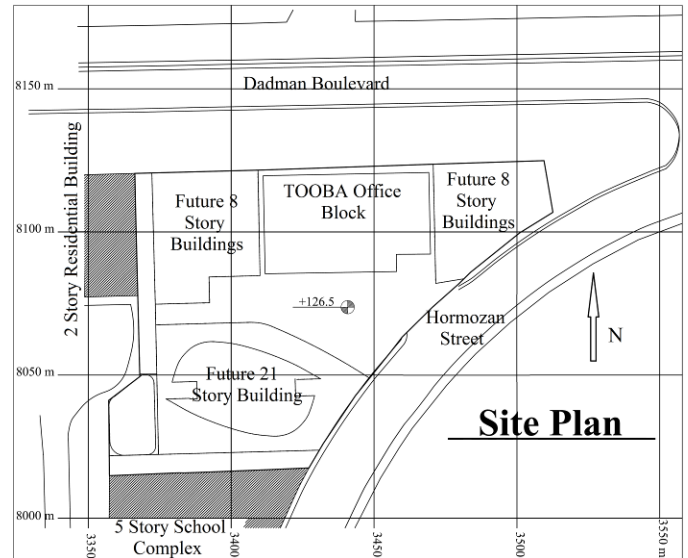 8150 m
Dadman Boulevard
2 Story Residential Building
Future 8
Story
Buildings
TOOBA Office
Block
Future 8
Story
Buildings
8100 m
+126.5
Hormozan
Street
N
8050 m
Future 21
Story Building
Site Plan
8000 m
5 Story School
Complex
3350
3400
3450
3500
3550 m